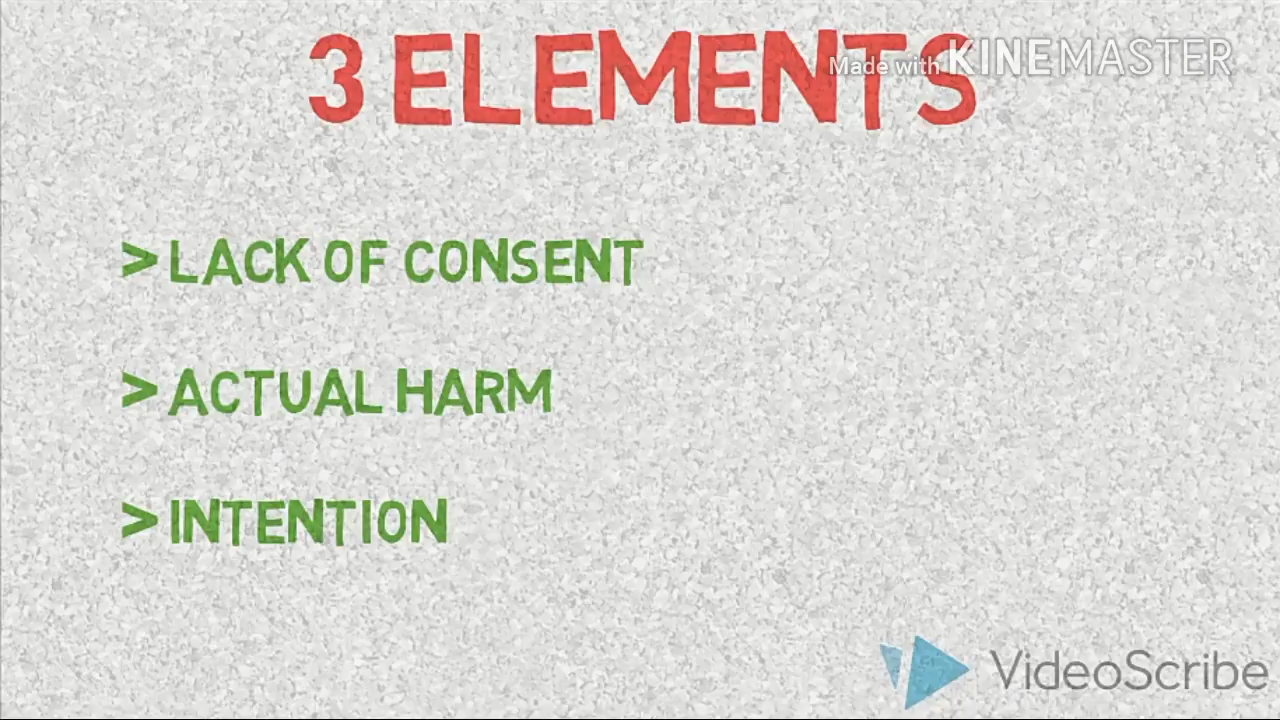 3 ELEMENTS
Made with KINEMASTER
> LACK OF CONSENT
> ACTUAL HARM
> INTENTION
VideoScribe